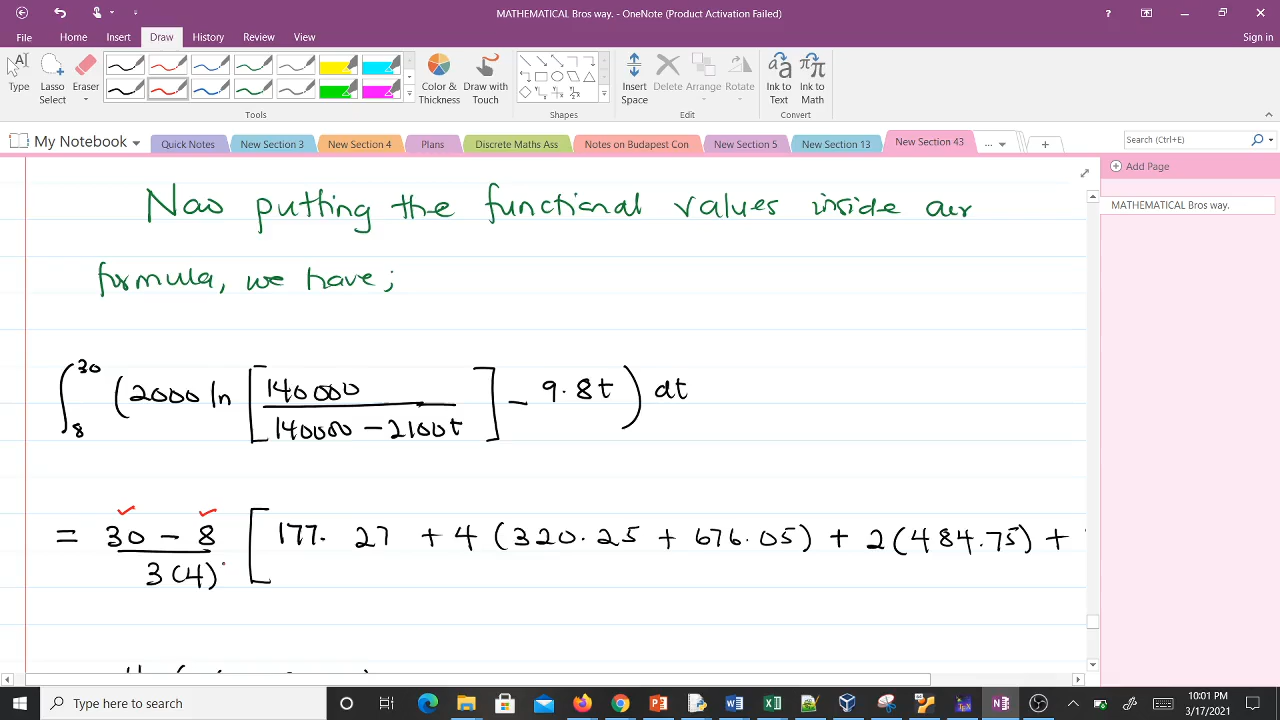 MATHEMATICAL Bros way. - OneNote (Product Activation Failed)
File Home Insert Draw History Review View Sign in
Type Lasso Select Eraser Color & Thickness Draw with Touch Insert Space Delete Arrange Rotate Ink to Text Ink to Math
Tools Shapes Edit Convert
My Notebook Quick Notes New Section 3 New Section 4 Plans Discrete Maths Ass Notes on Budapest Con New Section 5 New Section 13 New Section 43 ... Search (Ctrl+E)
Add Page
MATHEMATICAL Bros way.
Now putting the functional values inside our
formula, we have;
∫_8^30 (2000 ln [140000 / (140000 - 2100t)] - 9.8t) dt
= (30 - 8) / 3(4) [177. 27 + 4 (320.25 + 676.05) + 2(484.75) +
Type here to search
10:01 PM
3/17/2021